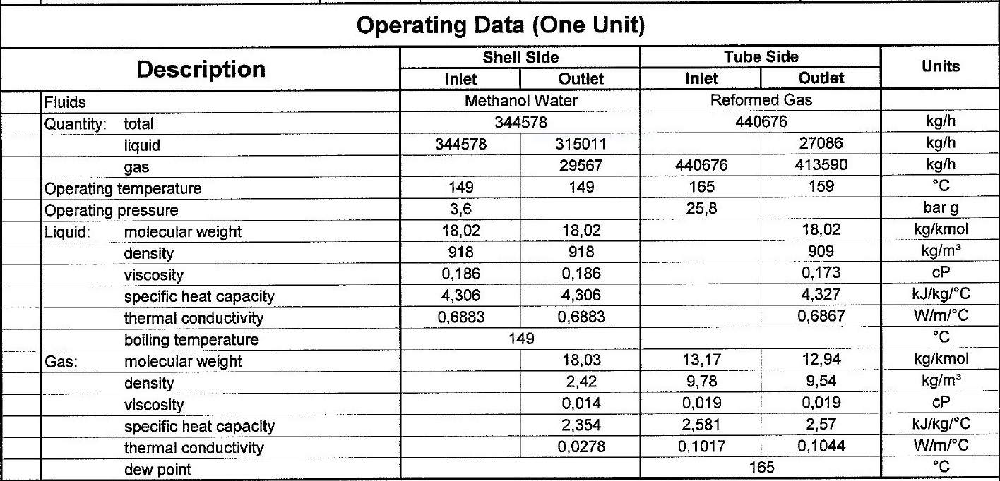 Operating Data (One Unit)
Description Shell Side Tube Side Units
Inlet Outlet Inlet Outlet
Fluids Methanol Water Reformed Gas
Quantity: total 344578 440676 kg/h
liquid 344578 315011 27086 kg/h
gas 29567 440676 413590 kg/h
Operating temperature 149 149 165 159 °C
Operating pressure 3,6 25,8 bar g
Liquid: molecular weight 18,02 18,02 18,02 kg/kmol
density 918 918 909 kg/m³
viscosity 0,186 0,186 0,173 cP
specific heat capacity 4,306 4,306 4,327 kJ/kg/°C
thermal conductivity 0,6883 0,6883 0,6867 W/m/°C
boiling temperature 149 °C
Gas: molecular weight 18,03 13,17 12,94 kg/kmol
density 2,42 9,78 9,54 kg/m³
viscosity 0,014 0,019 0,019 cP
specific heat capacity 2,354 2,581 2,57 kJ/kg/°C
thermal conductivity 0,0278 0,1017 0,1044 W/m/°C
dew point 165 °C